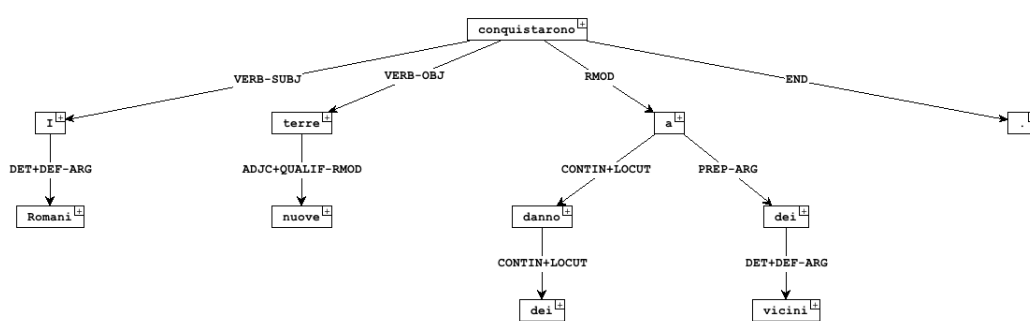 conquistarono
VERB-SUBJ VERB-OBJ RMOD END
I terre a .
DET+DEF-ARG ADJC+QUALIF-RMOD CONTIN+LOCUT PREP-ARG
Romani nuove danno dei
CONTIN+LOCUT DET+DEF-ARG
dei vicini